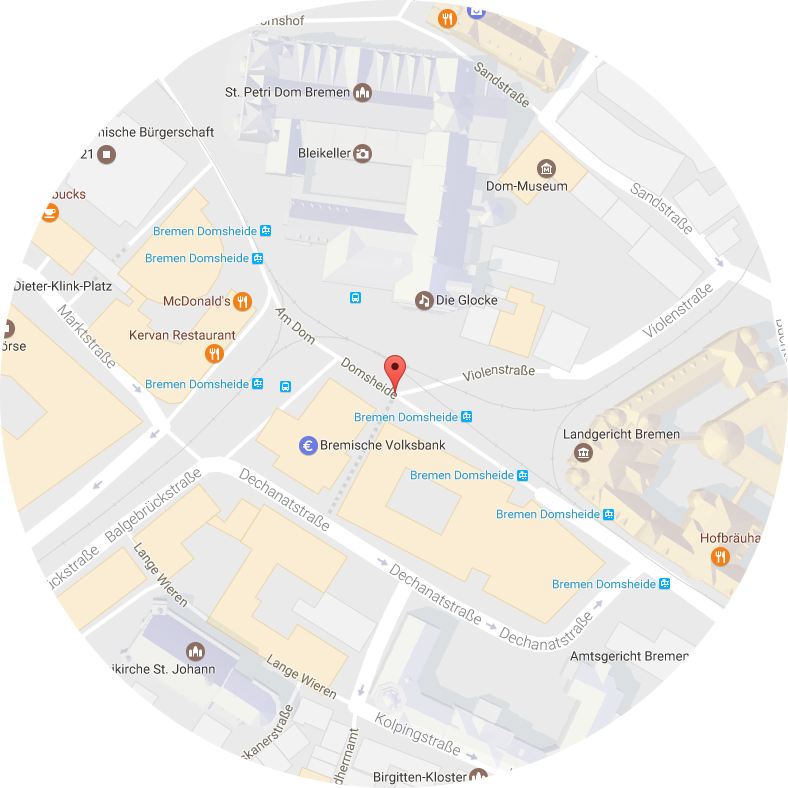 omshof
Sandstraße
St. Petri Dom Bremen
nische Bürgerschaft
21
Bleikeller
Dom-Museum
bucks
Sandstraße
Bremen Domsheide
Bremen Domsheide
Dieter-Klink-Platz
McDonald's
Die Glocke
Violenstraße
Marktstraße
Am Dom
Kervan Restaurant
örse
Domsheide
Violenstraße
Bremen Domsheide
Bremen Domsheide
Landgericht Bremen
€ Bremische Volksbank
Bremen Domsheide
Dechanatstraße
Balgebrückstraße
Bremen Domsheide
Hofbräuha
ückstraße
Lange Wieren
Dechanatstraße
Bremen Domsheide
Dechanatstraße
Amtsgericht Bremen
ikirche St. Johann
Lange Wieren
Kolpingstraße
skanerstraße
dhermamt
Birgitten-Kloster